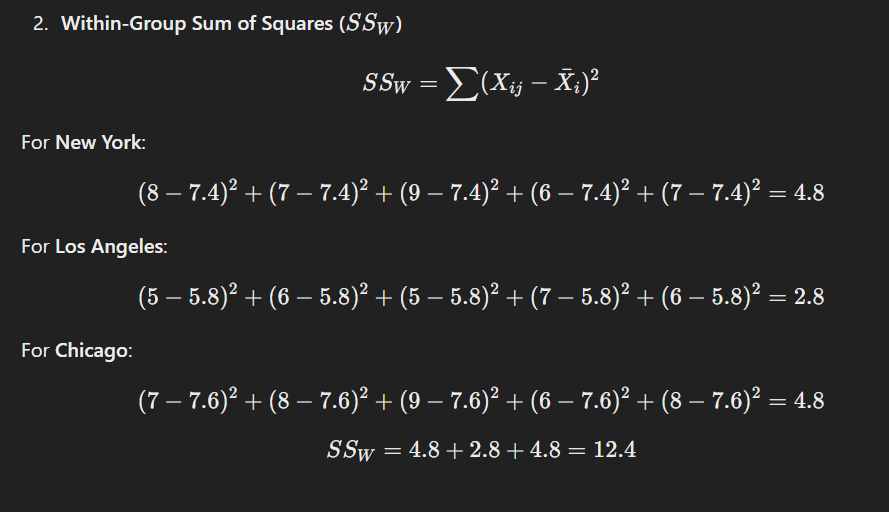 2. Within-Group Sum of Squares (SS_W)
SS_W = ∑(X_{ij} − X̄_i)²
For New York:
(8 − 7.4)² + (7 − 7.4)² + (9 − 7.4)² + (6 − 7.4)² + (7 − 7.4)² = 4.8
For Los Angeles:
(5 − 5.8)² + (6 − 5.8)² + (5 − 5.8)² + (7 − 5.8)² + (6 − 5.8)² = 2.8
For Chicago:
(7 − 7.6)² + (8 − 7.6)² + (9 − 7.6)² + (6 − 7.6)² + (8 − 7.6)² = 4.8
SS_W = 4.8 + 2.8 + 4.8 = 12.4